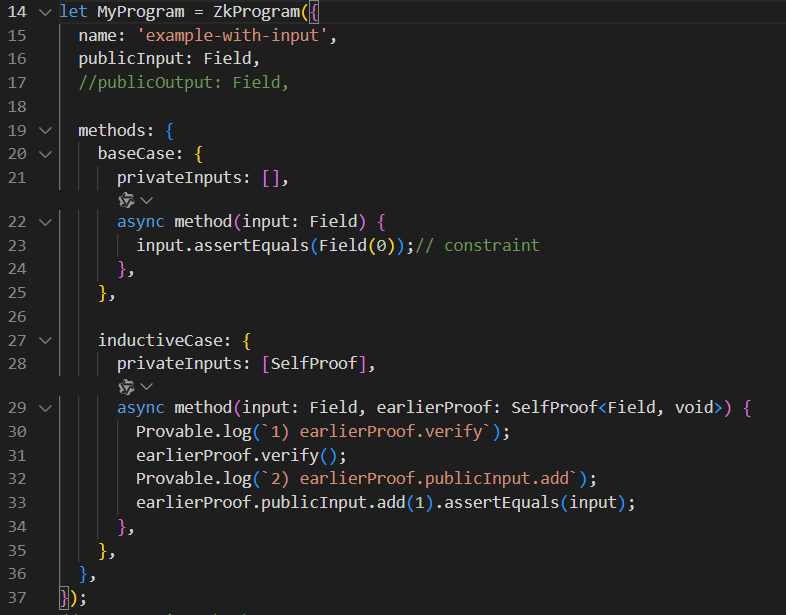 14 let MyProgram = ZkProgram({
15 name: 'example-with-input',
16 publicInput: Field,
17 //publicOutput: Field,
18
19 methods: {
20 baseCase: {
21 privateInputs: [],
22 async method(input: Field) {
23 input.assertEquals(Field(0));// constraint
24 },
25 },
26
27 inductiveCase: {
28 privateInputs: [SelfProof],
29 async method(input: Field, earlierProof: SelfProof<Field, void>) {
30 Provable.log(`1) earlierProof.verify`);
31 earlierProof.verify();
32 Provable.log(`2) earlierProof.publicInput.add`);
33 earlierProof.publicInput.add(1).assertEquals(input);
34 },
35 },
36 },
37 });